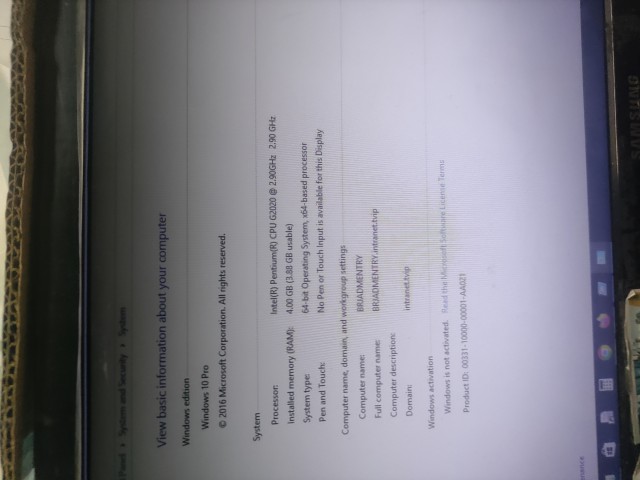 Panel › System and Security › System
View basic information about your computer
Windows edition
Windows 10 Pro
© 2016 Microsoft Corporation. All rights reserved.
System
Processor: Intel(R) Pentium(R) CPU G2020 @ 2.90GHz 2.90 GHz
Installed memory (RAM): 4.00 GB (3.88 GB usable)
System type: 64-bit Operating System, x64-based processor
Pen and Touch: No Pen or Touch Input is available for this Display
Computer name, domain, and workgroup settings
Computer name: BRIADMENTRY
Full computer name: BRIADMENTRY.intranet.tvip
Computer description:
Domain: intranet.tvip
Windows activation
Windows is not activated. Read the Microsoft Software License Terms
Product ID: 00331-10000-00001-AA021
SAMSUNG